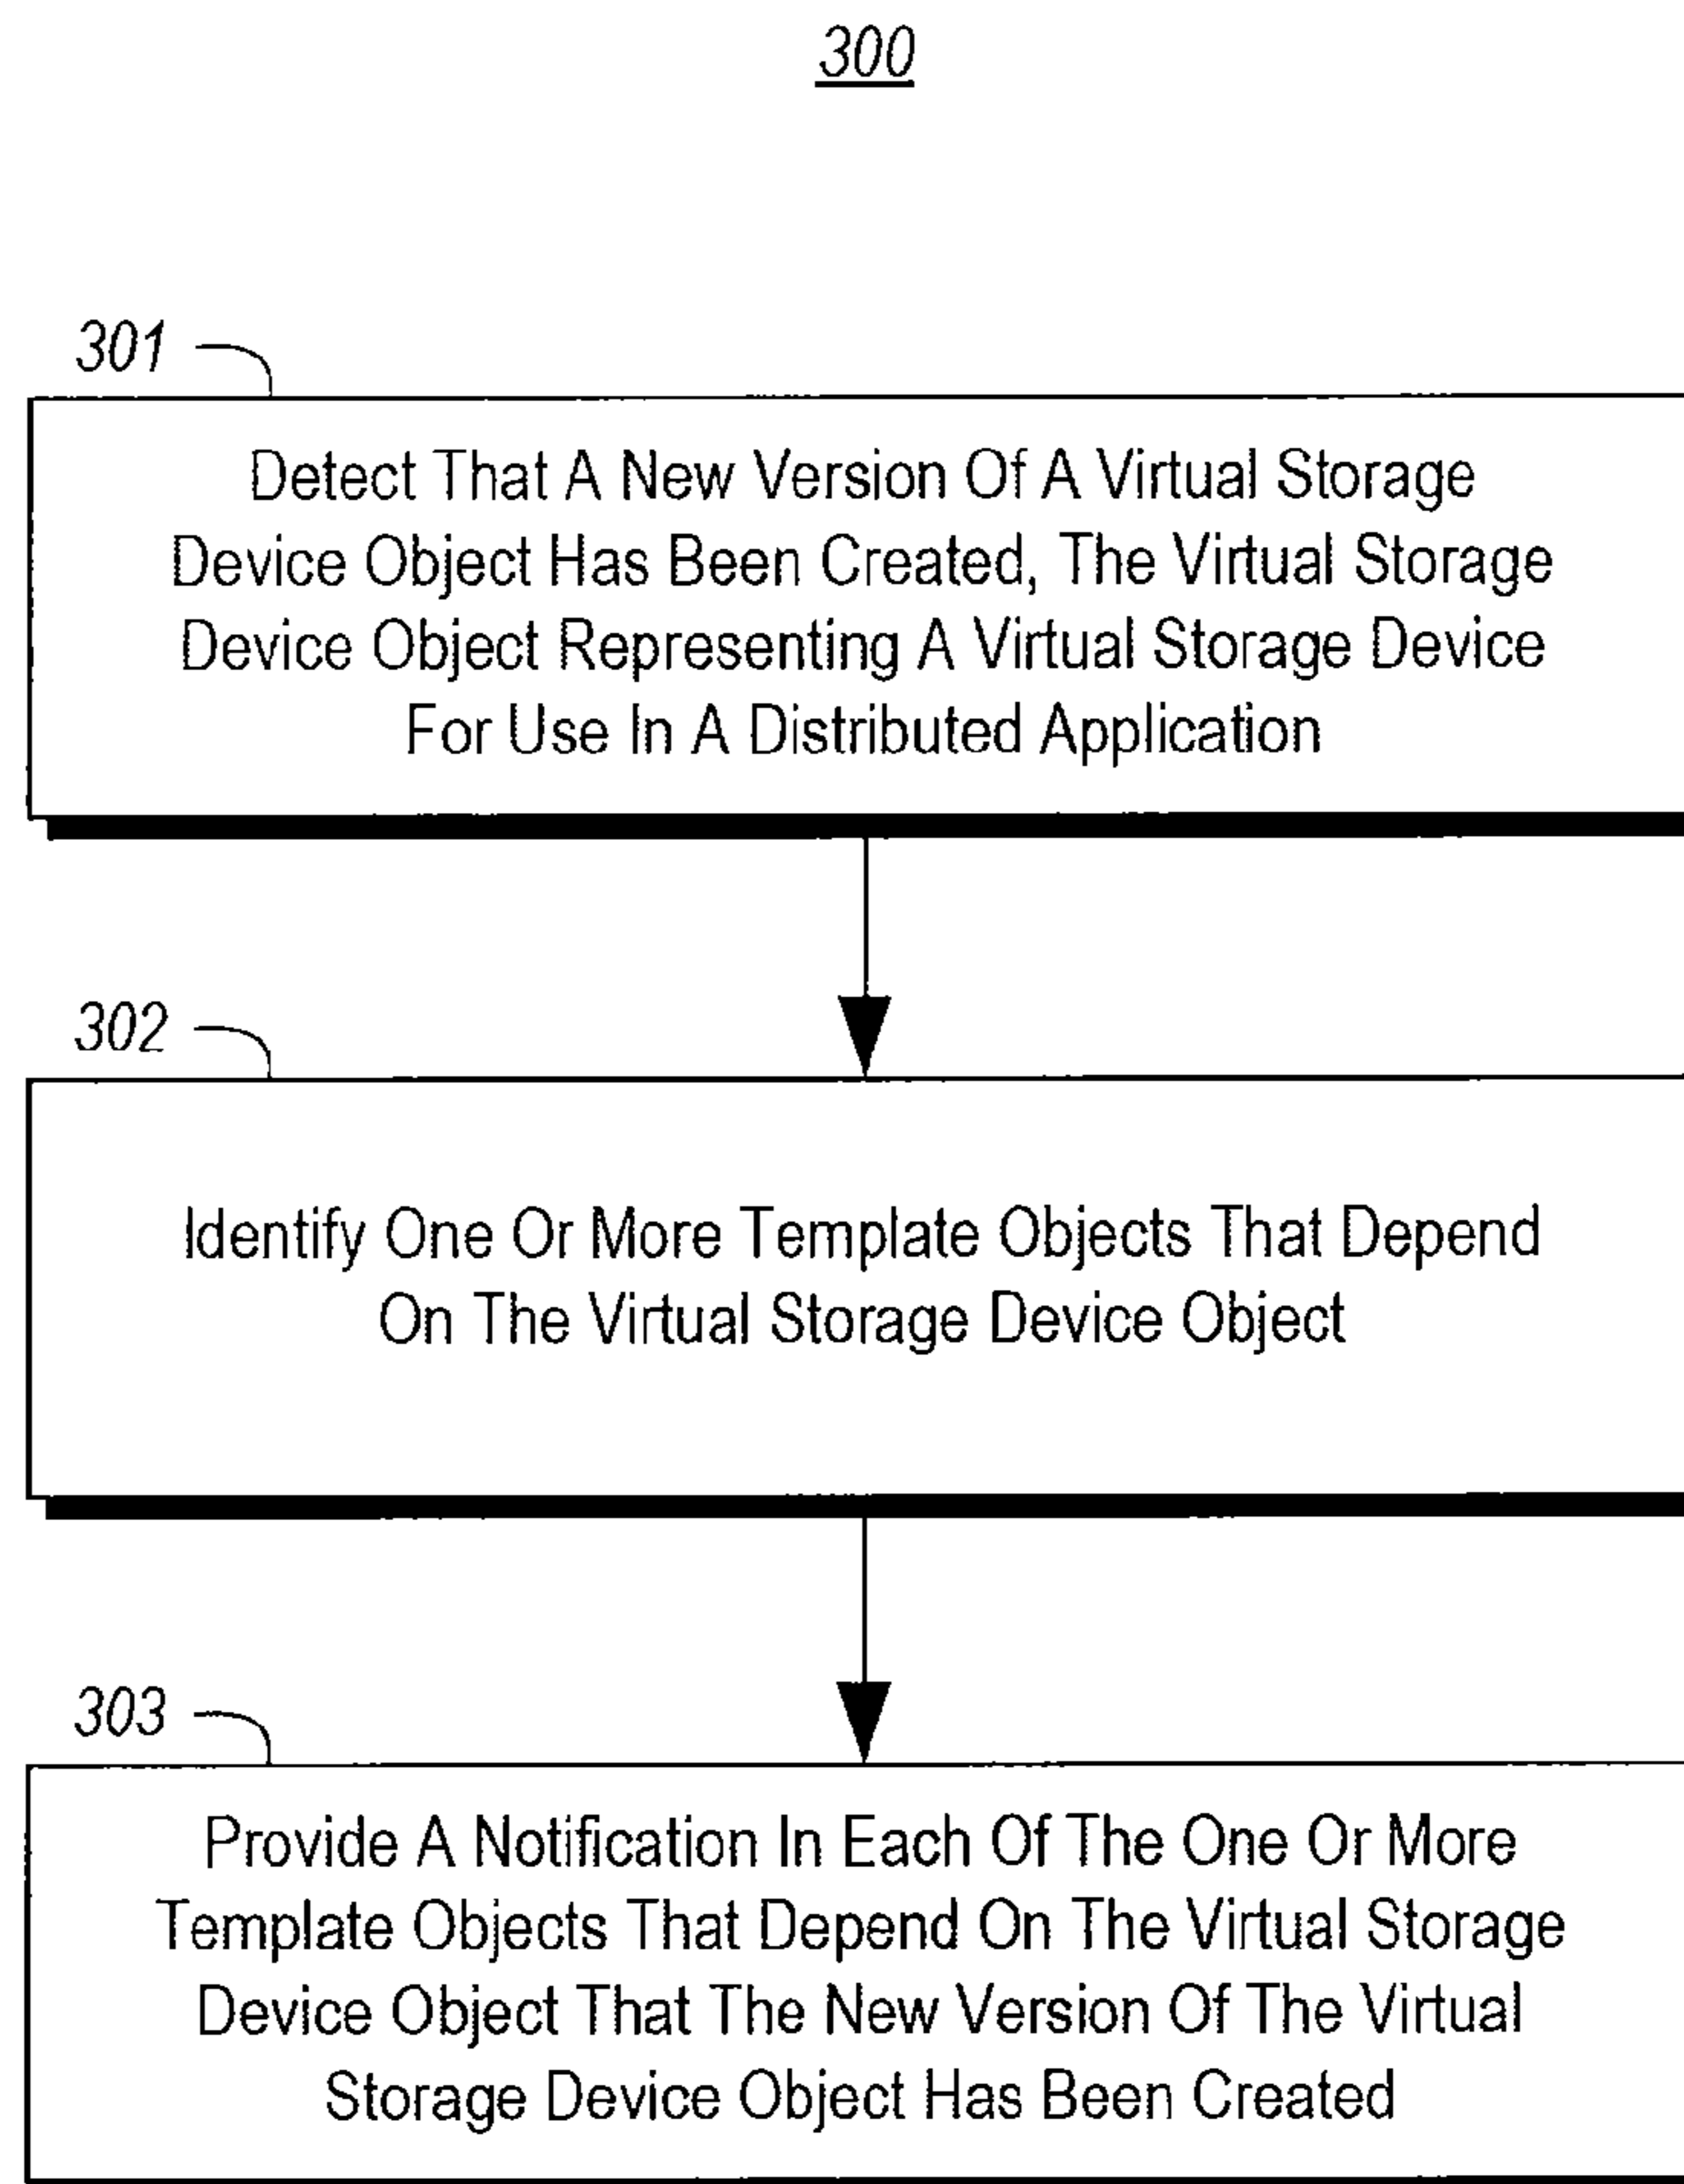 300
301
Detect That A New Version Of A Virtual Storage
Device Object Has Been Created, The Virtual Storage
Device Object Representing A Virtual Storage Device
For Use In A Distributed Application
302
Identify One Or More Template Objects That Depend
On The Virtual Storage Device Object
303
Provide A Notification In Each Of The One Or More
Template Objects That Depend On The Virtual Storage
Device Object That The New Version Of The Virtual
Storage Device Object Has Been Created